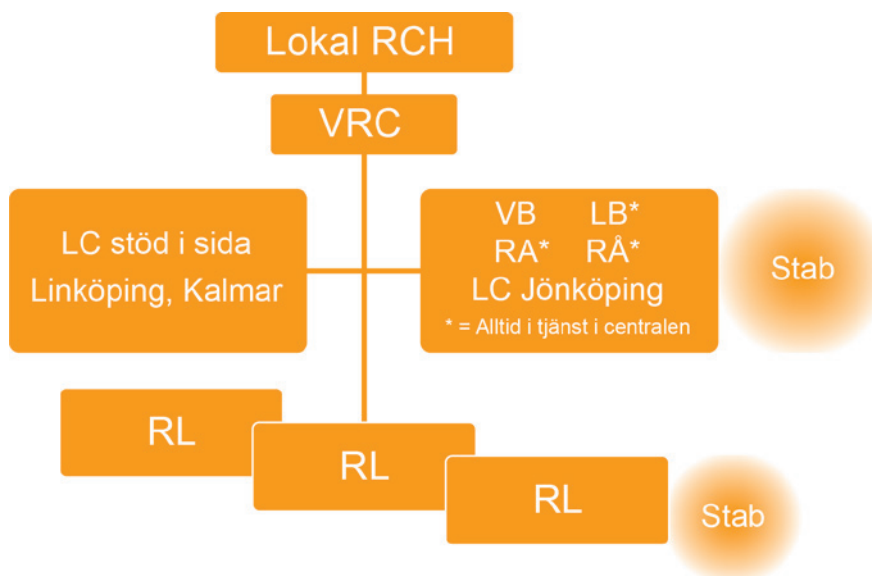 Lokal RCH
VRC
LC stöd i sida
Linköping, Kalmar
VB LB*
RA* RÅ*
LC Jönköping
* = Alltid i tjänst i centralen
Stab
RL
RL
RL
Stab